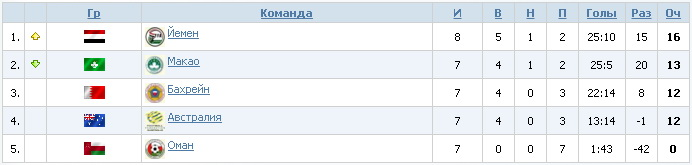 Гр Команда И В Н П Голы Раз Оч
1. Йемен 8 5 1 2 25:10 15 16
2. Макао 7 4 1 2 25:5 20 13
3. Бахрейн 7 4 0 3 22:14 8 12
4. Австралия 7 4 0 3 13:14 -1 12
5. Оман 7 0 0 7 1:43 -42 0